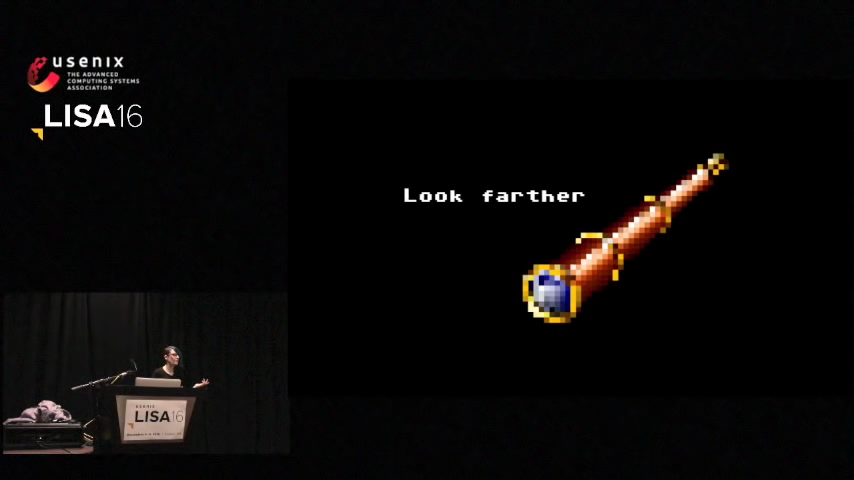 usenix
THE ADVANCED
COMPUTING SYSTEMS
ASSOCIATION
LISA16
Look farther
usenix
LISA16